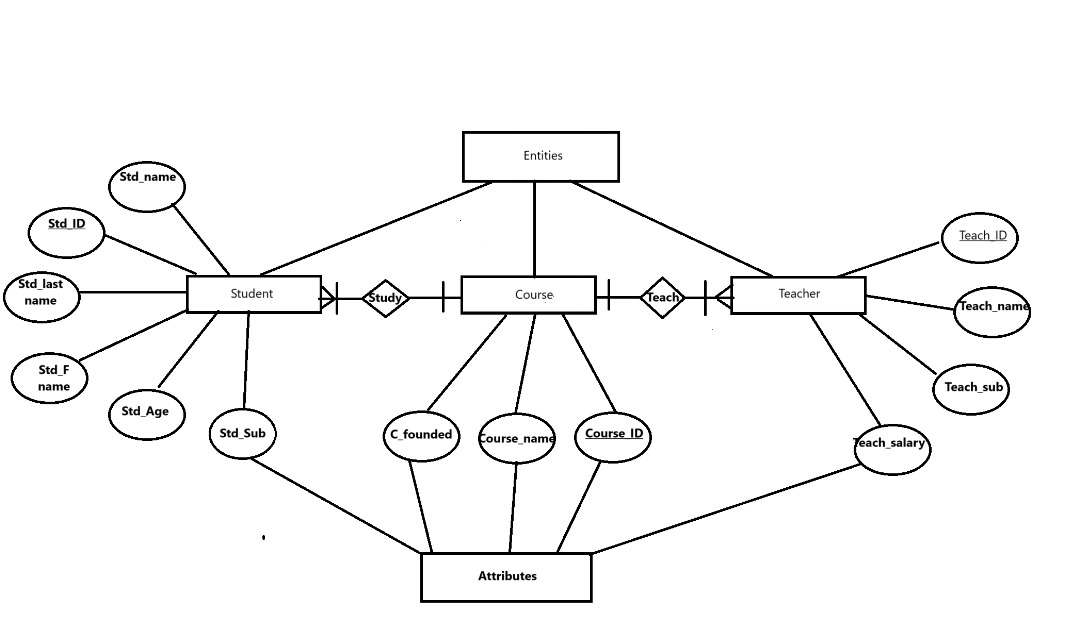 Entities
Std_name
Std_ID
Teach_ID
Std_last
name
Student
Study
Course
Teach
Teacher
Teach_name
Std_F
name
Std_Age
Std_Sub
C_founded
Course_name
Course_ID
Teach_sub
Teach_salary
Attributes